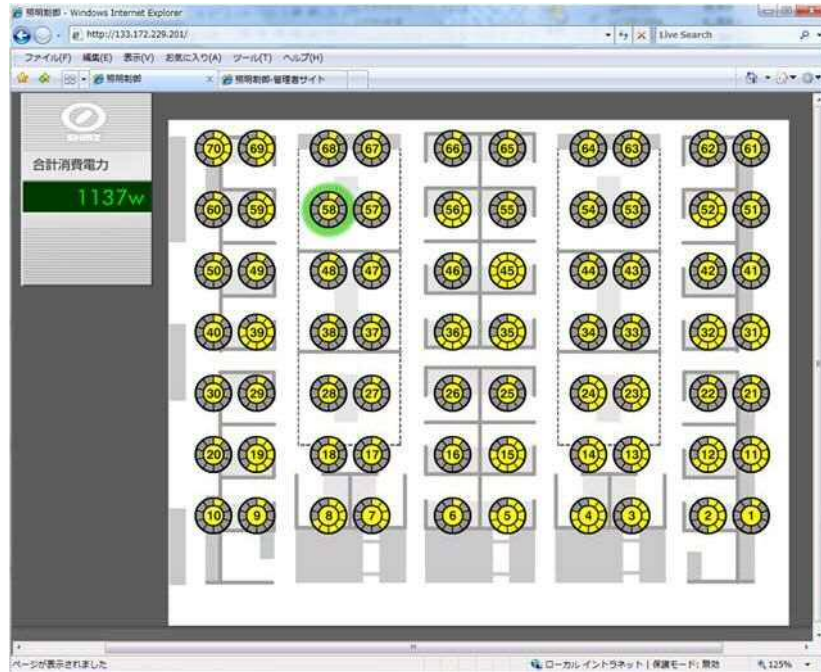 照明制御 - Windows Internet Explorer
http://133.172.229.201/
Live Search
ファイル(F) 編集(E) 表示(V) お気に入り(A) ツール(T) ヘルプ(H)
照明制御 照明制御-管理者サイト
合計消費電力
1137w
70 69 68 67 66 65 64 63 62 61
60 59 58 57 56 55 54 53 52 51
50 49 48 47 46 45 44 43 42 41
40 39 38 37 36 35 34 33 32 31
30 29 28 27 26 25 24 23 22 21
20 19 18 17 16 15 14 13 12 11
10 9 8 7 6 5 4 3 2 1
ページが表示されました ローカル イントラネット | 保護モード: 無効 125%